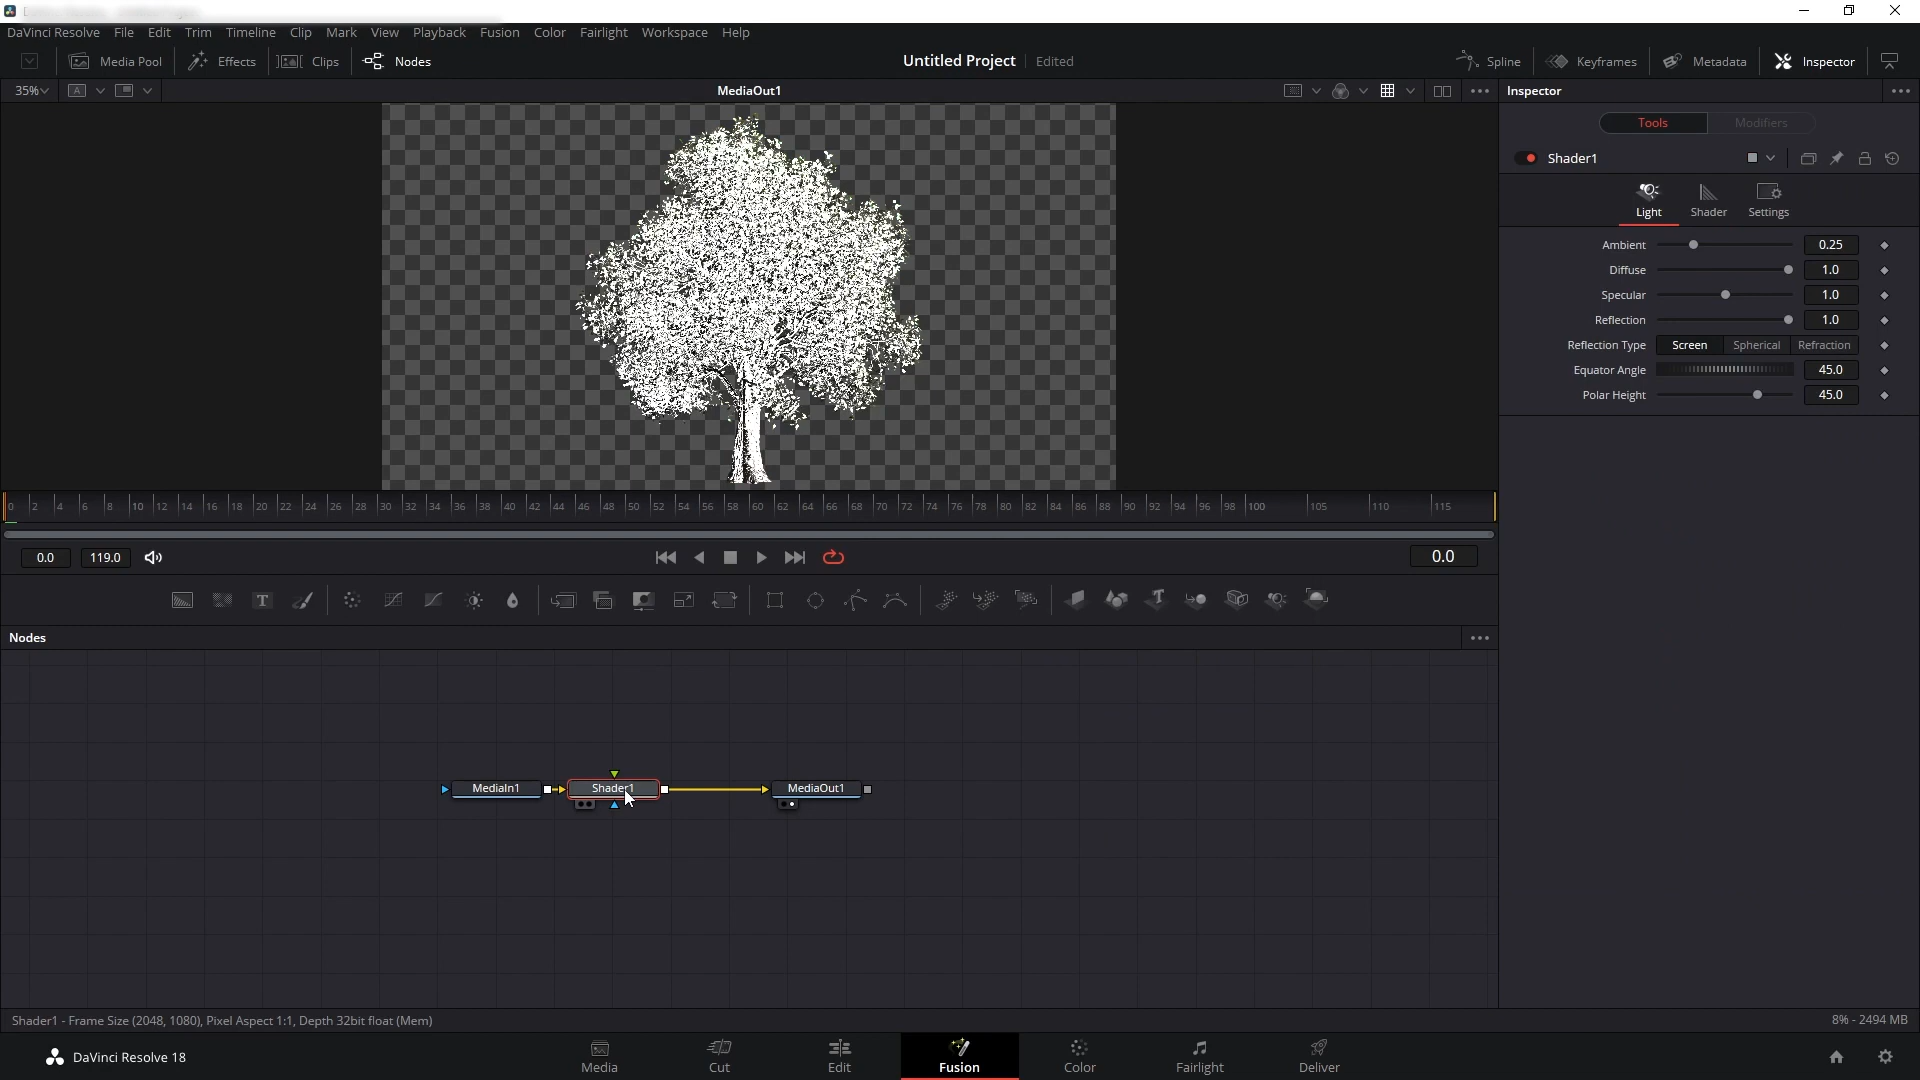 DaVinci Resolve File Edit Trim Timeline Clip Mark View Playback Fusion Color Fairlight Workspace Help
Media Pool Effects Clips Nodes Untitled Project Edited Spline Keyframes Metadata Inspector
35% A MediaOut1 Inspector
Tools Modifiers
Shader1
Light Shader Settings
Ambient 0.25
Diffuse 1.0
Specular 1.0
Reflection 1.0
Reflection Type Screen Spherical Refraction
Equator Angle 45.0
Polar Height 45.0
0 2 4 6 8 10 12 14 16 18 20 22 24 26 28 30 32 34 36 38 40 42 44 46 48 50 52 54 56 58 60 62 64 66 68 70 72 74 76 78 80 82 84 86 88 90 92 94 96 98 100 105 110 115
0.0 119.0 0.0
T T
Nodes
MediaIn1 Shader1 MediaOut1
Shader1 - Frame Size (2048, 1080), Pixel Aspect 1:1, Depth 32bit float (Mem) 8% - 2494 MB
DaVinci Resolve 18 Media Cut Edit Fusion Color Fairlight Deliver